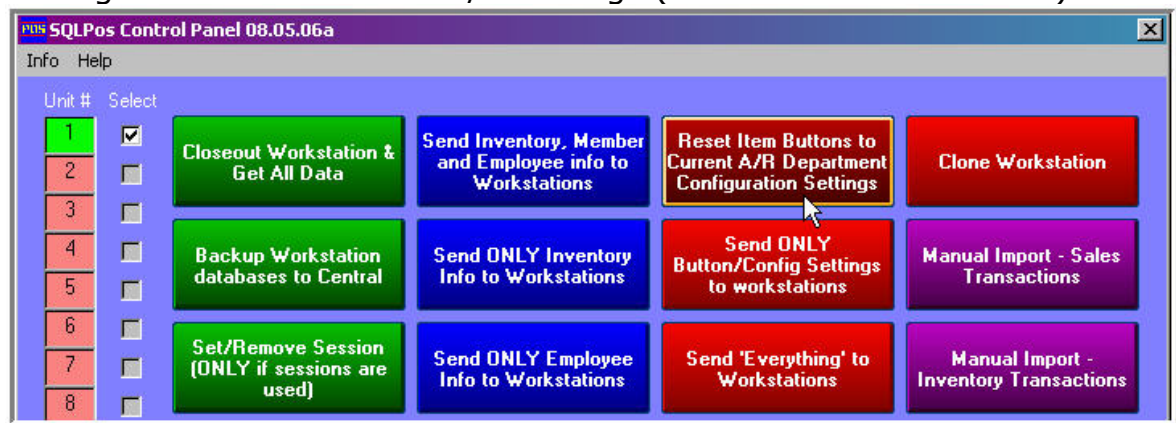 POS SQLPos Control Panel 08.05.06a
Info Help
Unit # Select
1
2
3
4
5
6
7
8
Closeout Workstation &
Get All Data
Send Inventory, Member
and Employee info to
Workstations
Reset Item Buttons to
Current A/R Department
Configuration Settings
Clone Workstation
Backup Workstation
databases to Central
Send ONLY Inventory
Info to Workstations
Send ONLY
Button/Config Settings
to workstations
Manual Import - Sales
Transactions
Set/Remove Session
(ONLY if sessions are
used)
Send ONLY Employee
Info to Workstations
Send 'Everything' to
Workstations
Manual Import -
Inventory Transactions